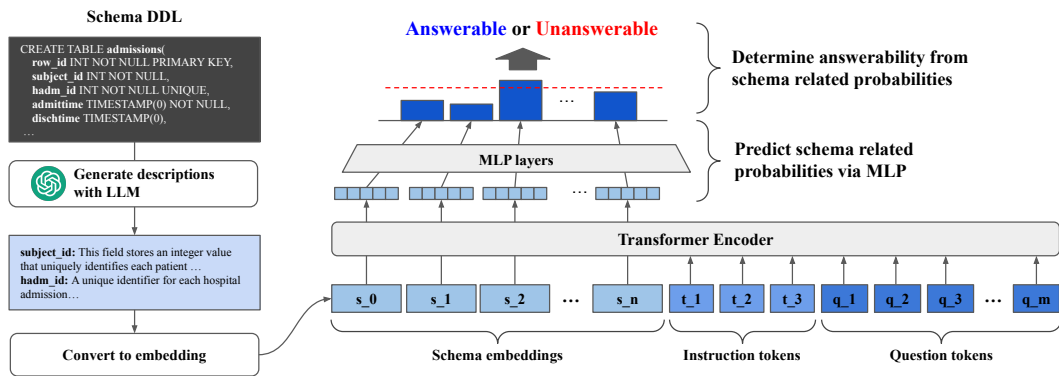 Schema DDL
CREATE TABLE admissions(
row_id INT NOT NULL PRIMARY KEY,
subject_id INT NOT NULL,
hadm_id INT NOT NULL UNIQUE,
admittime TIMESTAMP(0) NOT NULL,
dischtime TIMESTAMP(0),
…
Generate descriptions
with LLM
subject_id: This field stores an integer value
that uniquely identifies each patient …
hadm_id: A unique identifier for each hospital
admission…
Convert to embedding
Answerable or Unanswerable
...
Determine answerability from
schema related probabilities
MLP layers
...
Predict schema related
probabilities via MLP
Transformer Encoder
s_0 s_1 s_2 ... s_n t_1 t_2 t_3 q_1 q_2 q_3 ... q_m
Schema embeddings Instruction tokens Question tokens